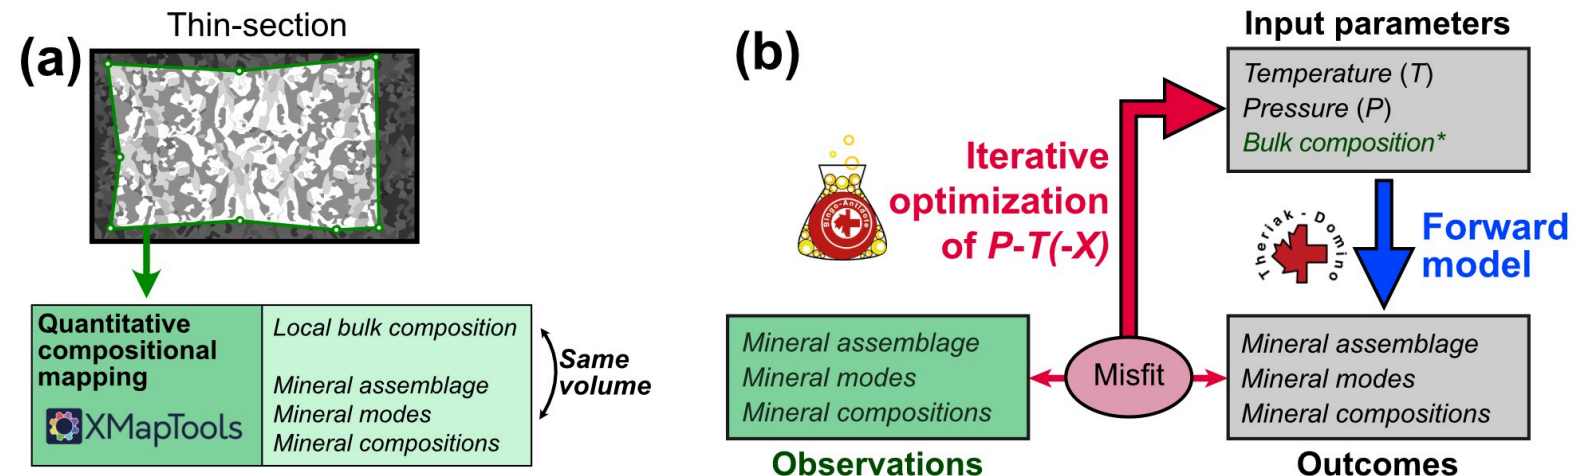 (a)
Thin-section
Quantitative
compositional
mapping
XMapTools
Local bulk composition
Mineral assemblage
Mineral modes
Mineral compositions
Same
volume
(b)
Input parameters
Temperature (T)
Pressure (P)
Bulk composition*
Iterative
optimization
of P-T(-X)
Bingo-Antidote
Theriak-Domino
Forward
model
Mineral assemblage
Mineral modes
Mineral compositions
Observations
Misfit
Mineral assemblage
Mineral modes
Mineral compositions
Outcomes